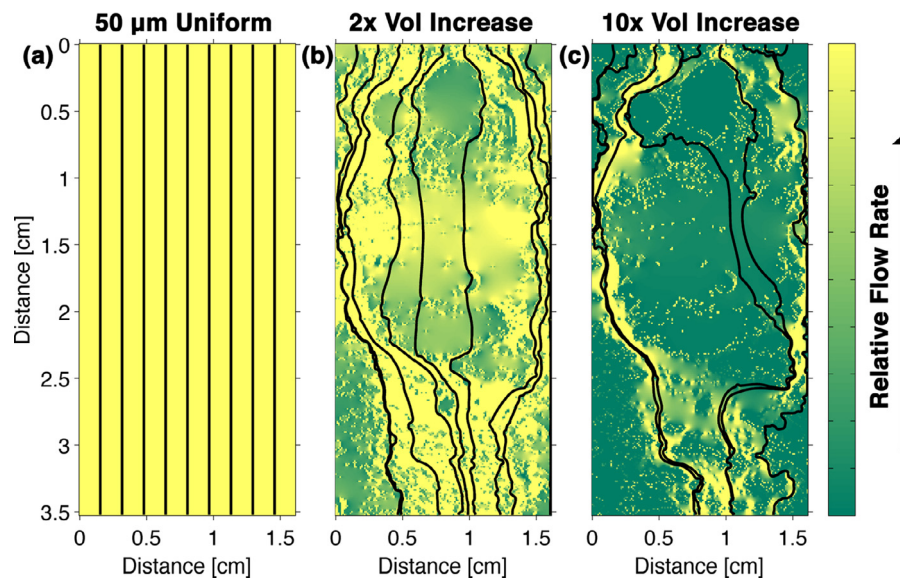 50 µm Uniform
2x Vol Increase
10x Vol Increase
(a)
(b)
(c)
0
0.5
1
1.5
2
2.5
3
3.5
Distance [cm]
0 0.5 1 1.5
0 0.5 1 1.5
0 0.5 1 1.5
Distance [cm]
Distance [cm]
Distance [cm]
Relative Flow Rate